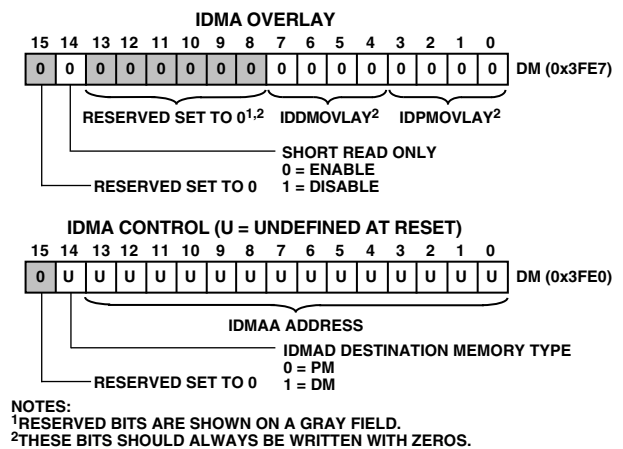 IDMA OVERLAY
15 14 13 12 11 10 9 8 7 6 5 4 3 2 1 0
0 0 0 0 0 0 0 0 0 0 0 0 0 0 0 0 DM (0x3FE7)
RESERVED SET TO 0¹,² IDDMOVLAY² IDPMOVLAY²
SHORT READ ONLY
0 = ENABLE
RESERVED SET TO 0 1 = DISABLE
IDMA CONTROL (U = UNDEFINED AT RESET)
15 14 13 12 11 10 9 8 7 6 5 4 3 2 1 0
0 U U U U U U U U U U U U U U U DM (0x3FE0)
IDMAA ADDRESS
IDMAD DESTINATION MEMORY TYPE
0 = PM
RESERVED SET TO 0 1 = DM
NOTES:
¹RESERVED BITS ARE SHOWN ON A GRAY FIELD.
²THESE BITS SHOULD ALWAYS BE WRITTEN WITH ZEROS.